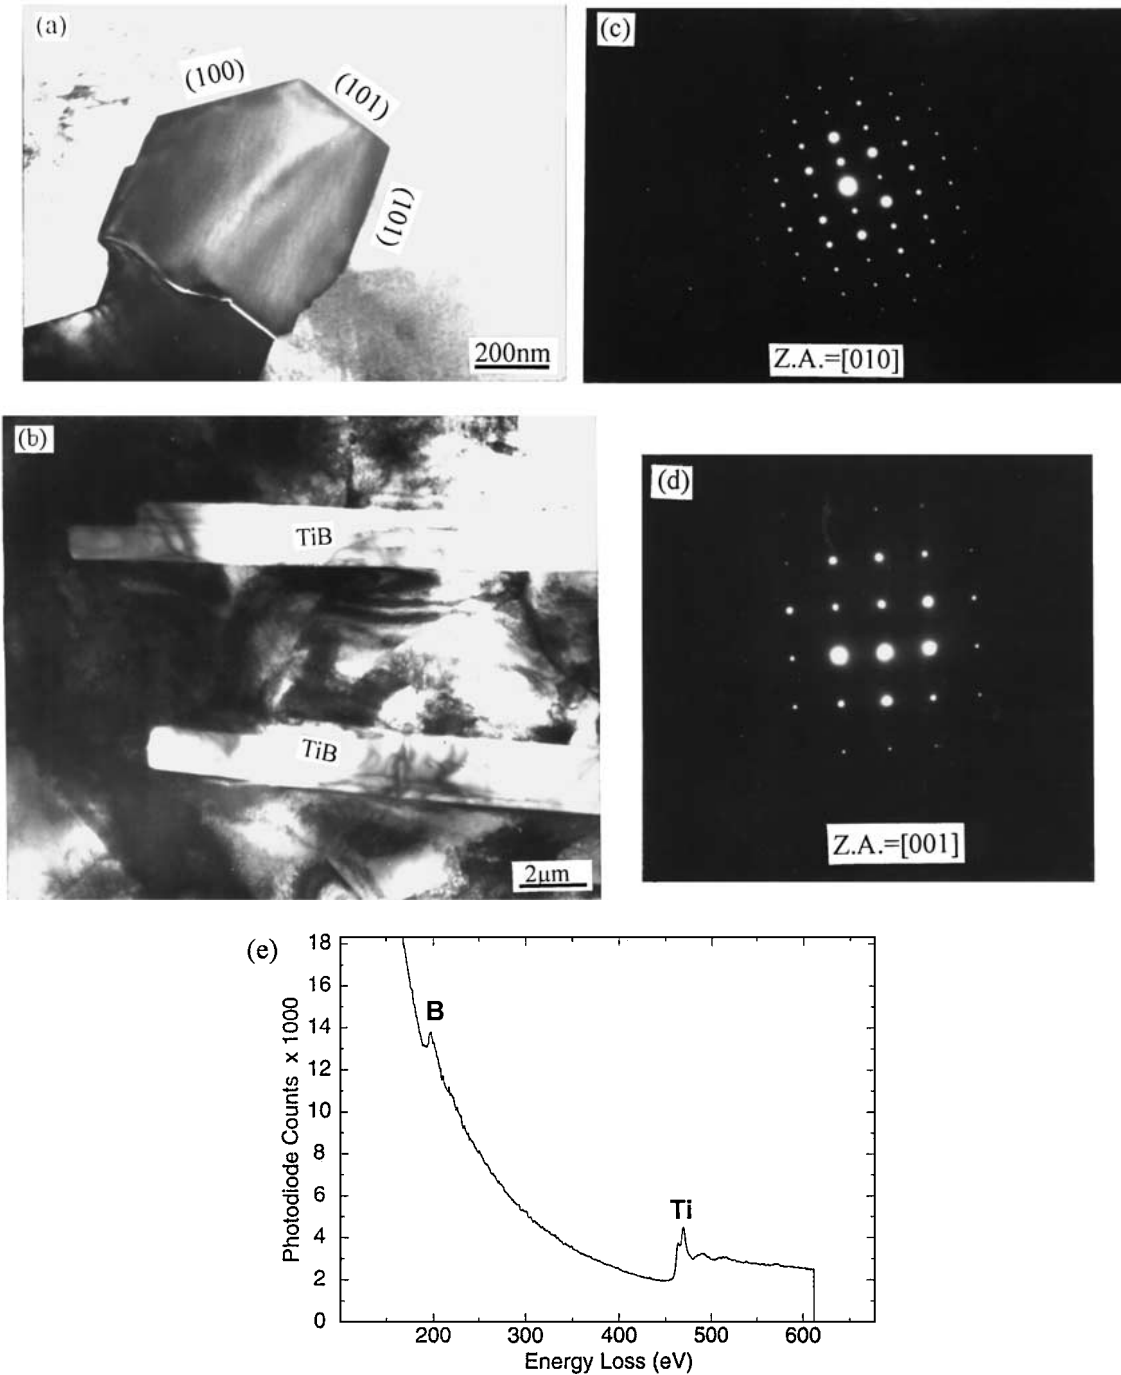 (a)
(100)
(101)
(101)
200nm
(c)
Z.A.=[010]
(b)
TiB
TiB
2μm
(d)
Z.A.=[001]
(e)
18
16
14
12
10
8
6
4
2
0
Photodiode Counts x 1000
B
Ti
200
300
400
500
600
Energy Loss (eV)